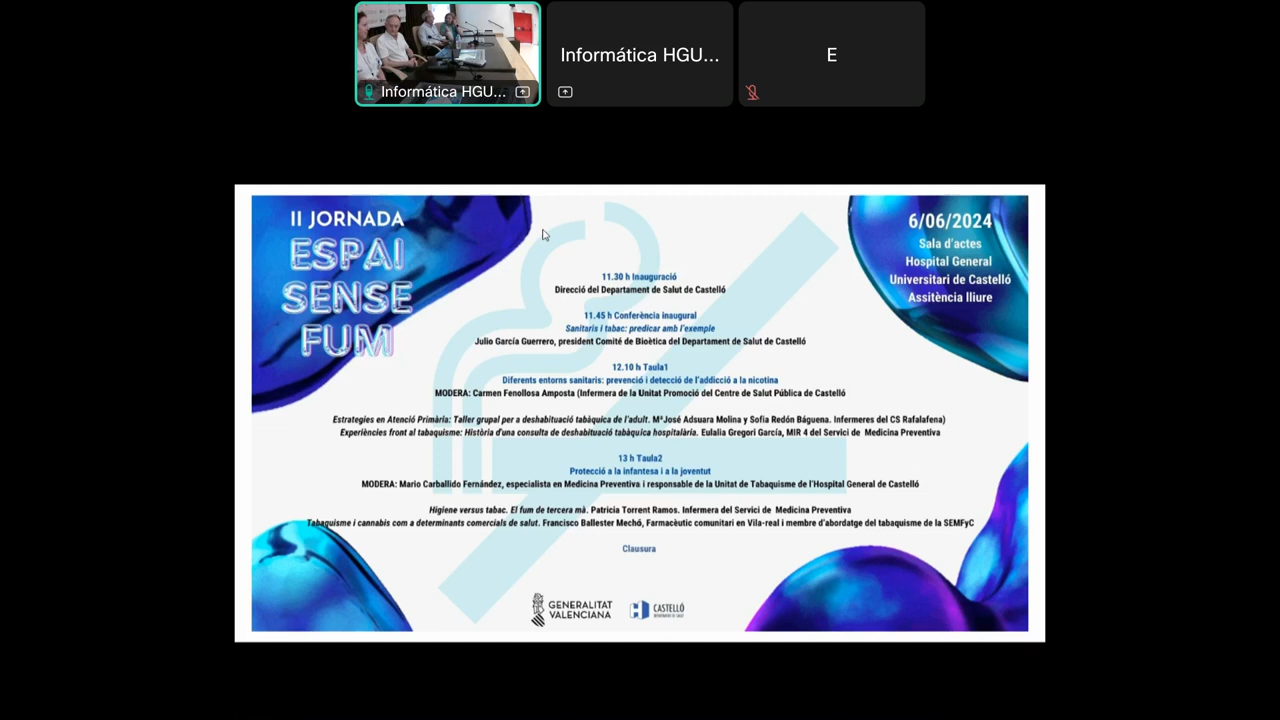 Informática HGU...
Informática HGU...
E
II JORNADA
ESPAI
SENSE
FUM
6/06/2024
Sala d'actes
Hospital General
Universitari de Castelló
Assitència lliure
11.30 h Inauguració
Direcció del Departament de Salut de Castelló
11.45 h Conferència inaugural
Sanitaris i tabac: predicar amb l'exemple
Julio García Guerrero, president Comité de Bioètica del Departament de Salut de Castelló
12.10 h Taula1
Diferents entorns sanitaris: prevenció i detecció de l'addicció a la nicotina
MODERA: Carmen Fenollosa Amposta (Infermera de la Unitat Promoció del Centre de Salut Pública de Castelló
Estrategies en Atenció Primària: Taller grupal per a deshabituació tabàquica de l'adult. MªJosé Adsuara Molina y Sofia Redón Báguena. Infermeres del CS Rafalafena)
Experiències front al tabaquisme: Història d'una consulta de deshabituació tabàquica hospitalària. Eulalia Gregori García, MIR 4 del Servici de Medicina Preventiva
13 h Taula2
Protecció a la infantesa i a la joventut
MODERA: Mario Carballido Fernández, especialista en Medicina Preventiva i responsable de la Unitat de Tabaquisme de l'Hospital General de Castelló
Higiene versus tabac. El fum de tercera mà. Patricia Torrent Ramos. Infermera del Servici de Medicina Preventiva
Tabaquisme i cannabis com a determinants comercials de salut. Francisco Ballester Mechó, Farmacèutic comunitari en Vila-real i membre d'abordatge del tabaquisme de la SEMFyC
Clausura
GENERALITAT
VALENCIANA
CASTELLÓ